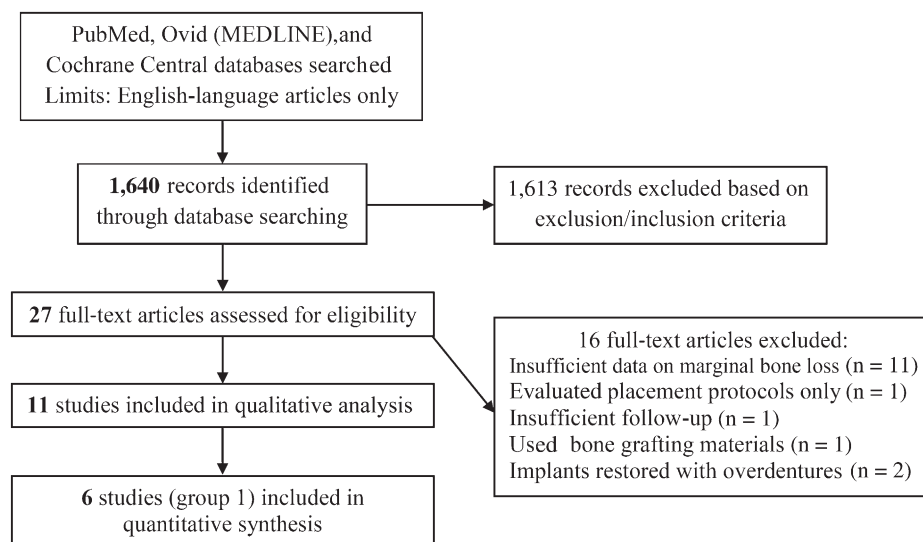 PubMed, Ovid (MEDLINE),and
Cochrane Central databases searched
Limits: English-language articles only
1,640 records identified
through database searching
1,613 records excluded based on
exclusion/inclusion criteria
27 full-text articles assessed for eligibility
16 full-text articles excluded:
Insufficient data on marginal bone loss (n = 11)
Evaluated placement protocols only (n = 1)
Insufficient follow-up (n = 1)
Used bone grafting materials (n = 1)
Implants restored with overdentures (n = 2)
11 studies included in qualitative analysis
6 studies (group 1) included in
quantitative synthesis